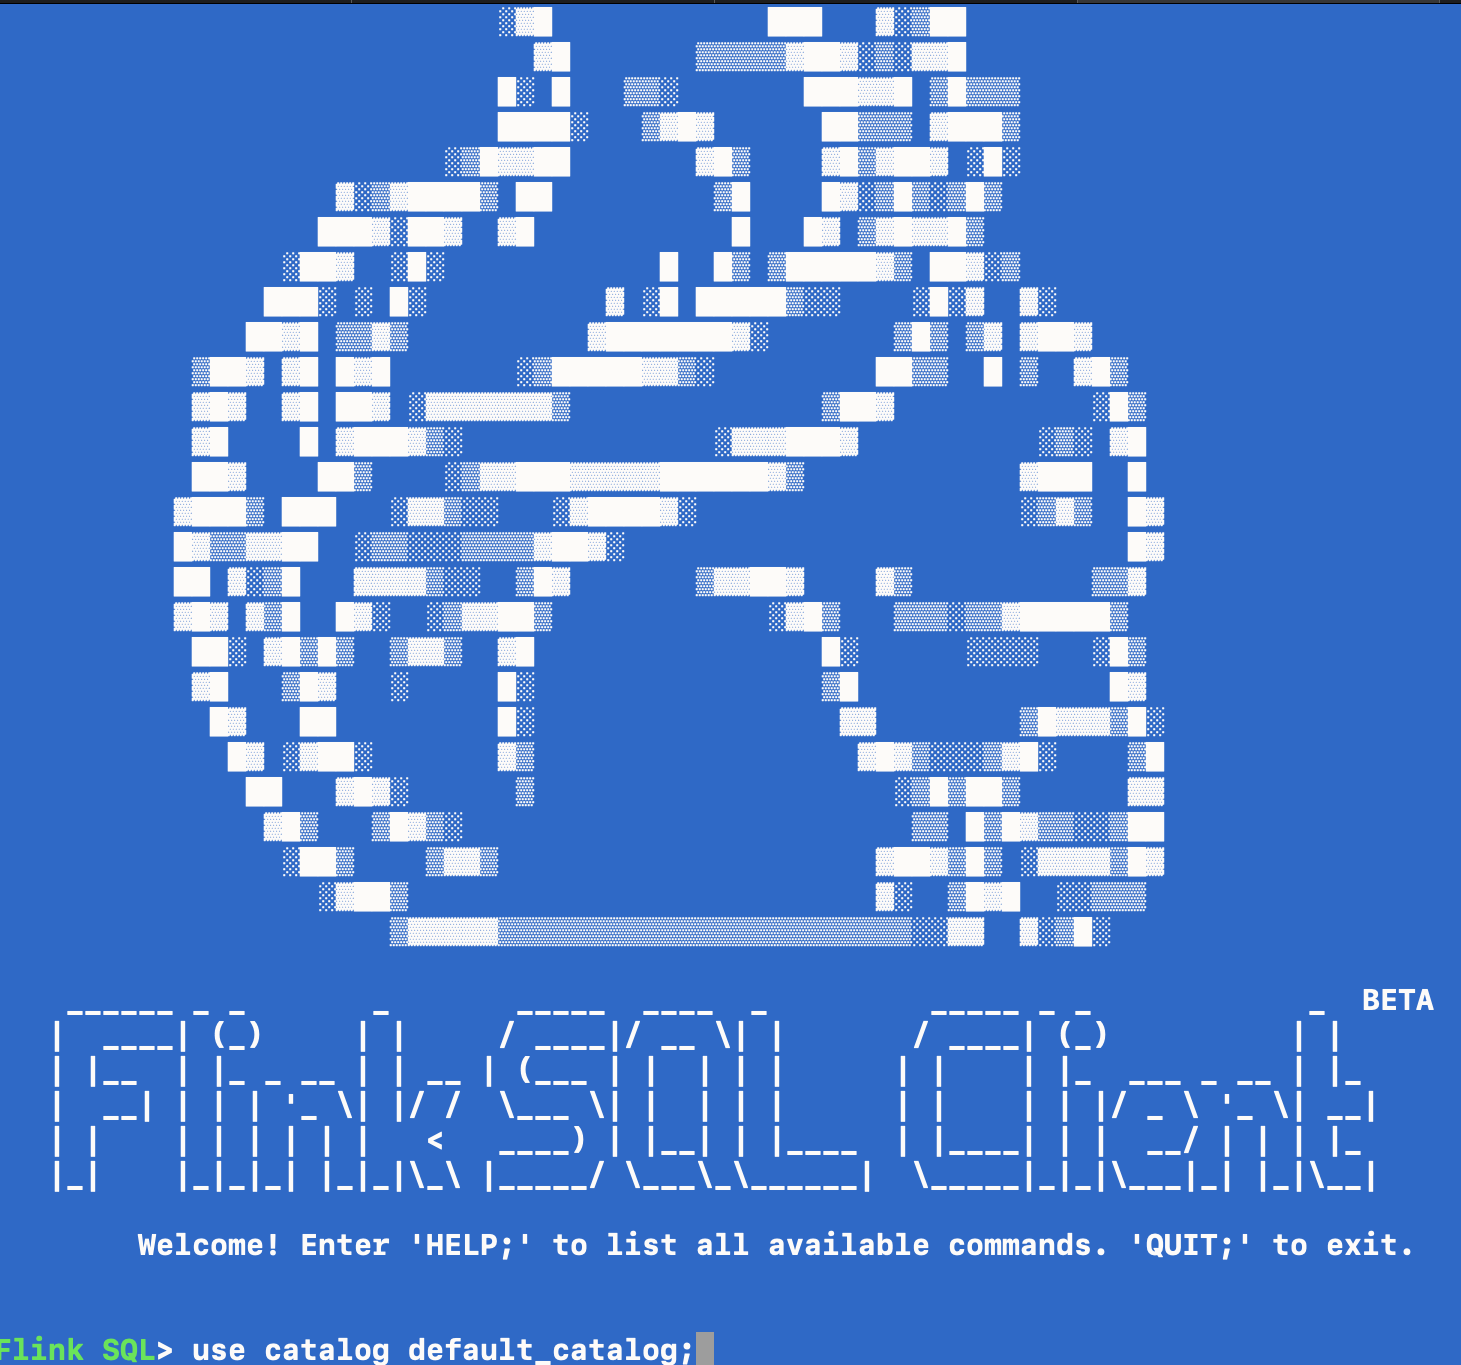 BETA
Flink SQL Client
Welcome! Enter 'HELP;' to list all available commands. 'QUIT;' to exit.
Flink SQL> use catalog default_catalog;